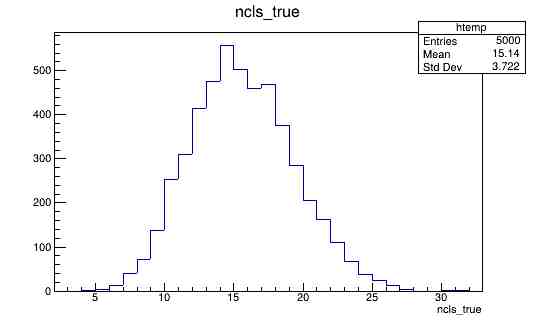 ncls_true
htemp
Entries 5000
Mean 15.14
Std Dev 3.722
500
400
300
200
100
0
5 10 15 20 25 30
ncls_true